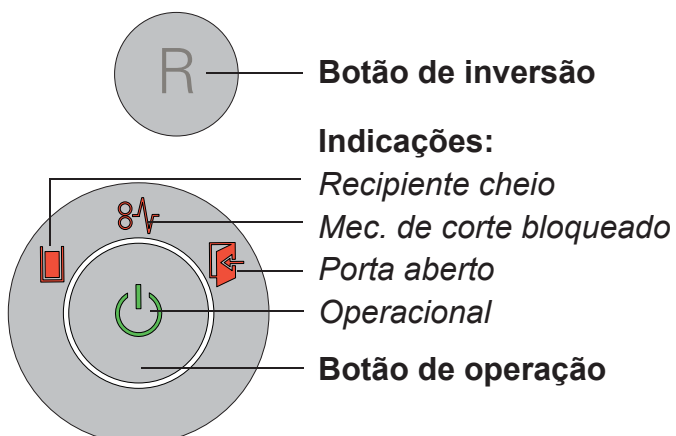 R
Botão de inversão
Indicações:
Recipiente cheio
Mec. de corte bloqueado
Porta aberto
Operacional
Botão de operação